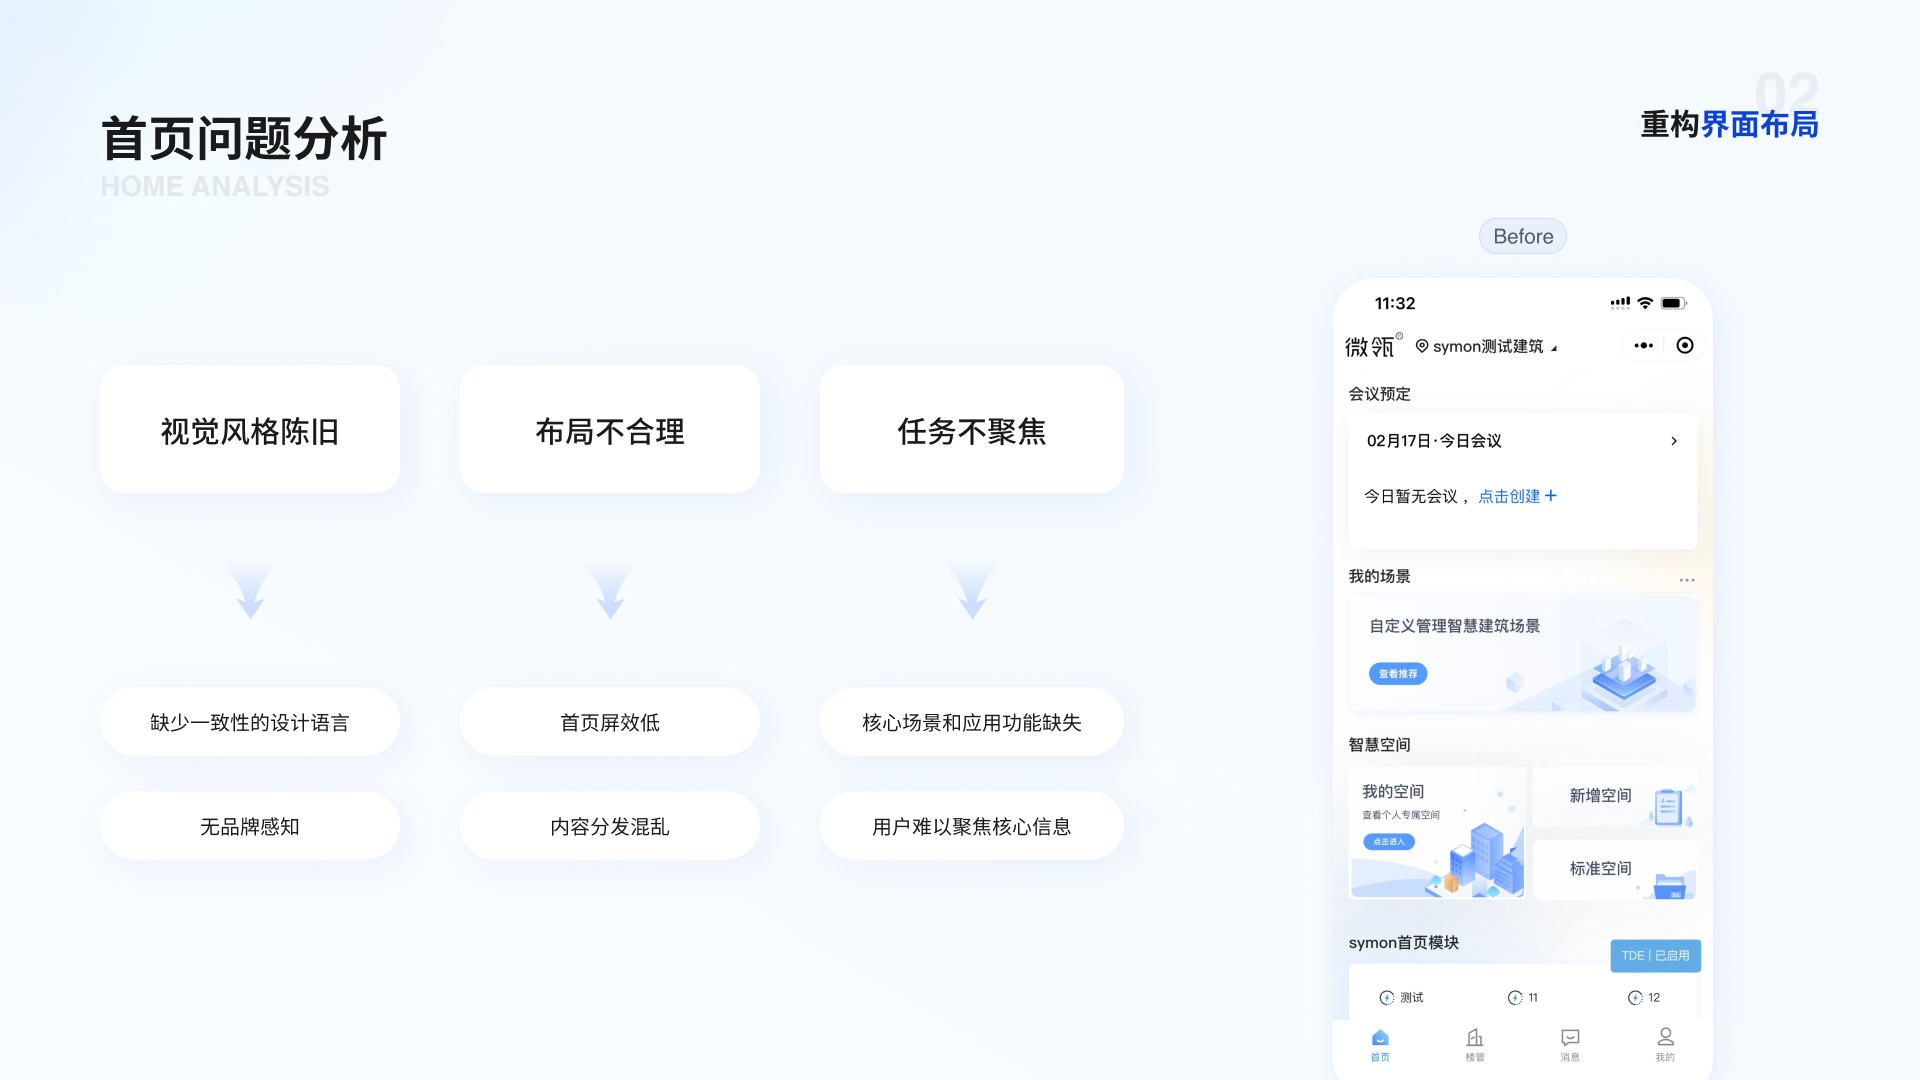 首页问题分析
HOME ANALYSIS
02
重构界面布局
视觉风格陈旧
布局不合理
任务不聚焦
缺少一致性的设计语言
首页屏效低
核心场景和应用功能缺失
无品牌感知
内容分发混乱
用户难以聚焦核心信息
Before
11:32
微瓴®
symon测试建筑
会议预定
02月17日·今日会议
今日暂无会议，点击创建+
我的场景
自定义管理智慧建筑场景
查看推荐
智慧空间
我的空间
查看个人专属空间
点击进入
新增空间
标准空间
symon首页模块
TDE | 已启用
测试
11
12
首页
楼管
消息
我的